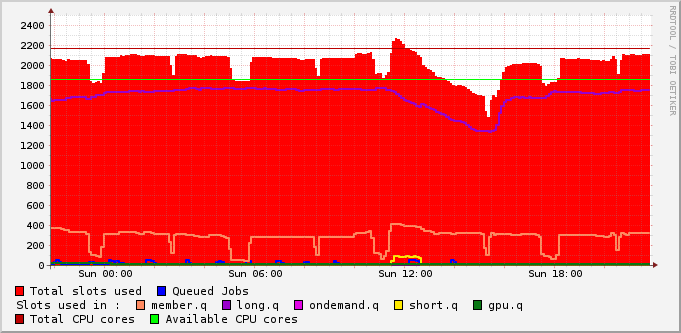 2400
2200
2000
1800
1600
1400
1200
1000
800
600
400
200
0
Sun 00:00 Sun 06:00 Sun 12:00 Sun 18:00
Total slots used Queued Jobs
Slots used in : member.q long.q ondemand.q short.q gpu.q
Total CPU cores Available CPU cores
RRDTOOL / TOBI OETIKER